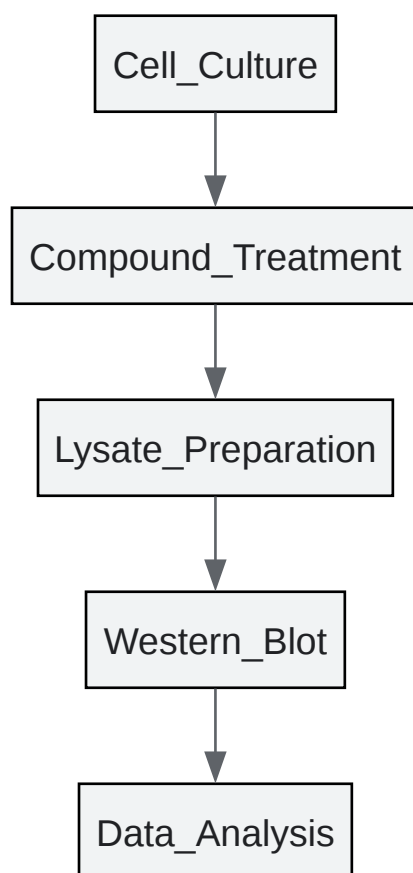 Cell_Culture
Compound_Treatment
Lysate_Preparation
Western_Blot
Data_Analysis